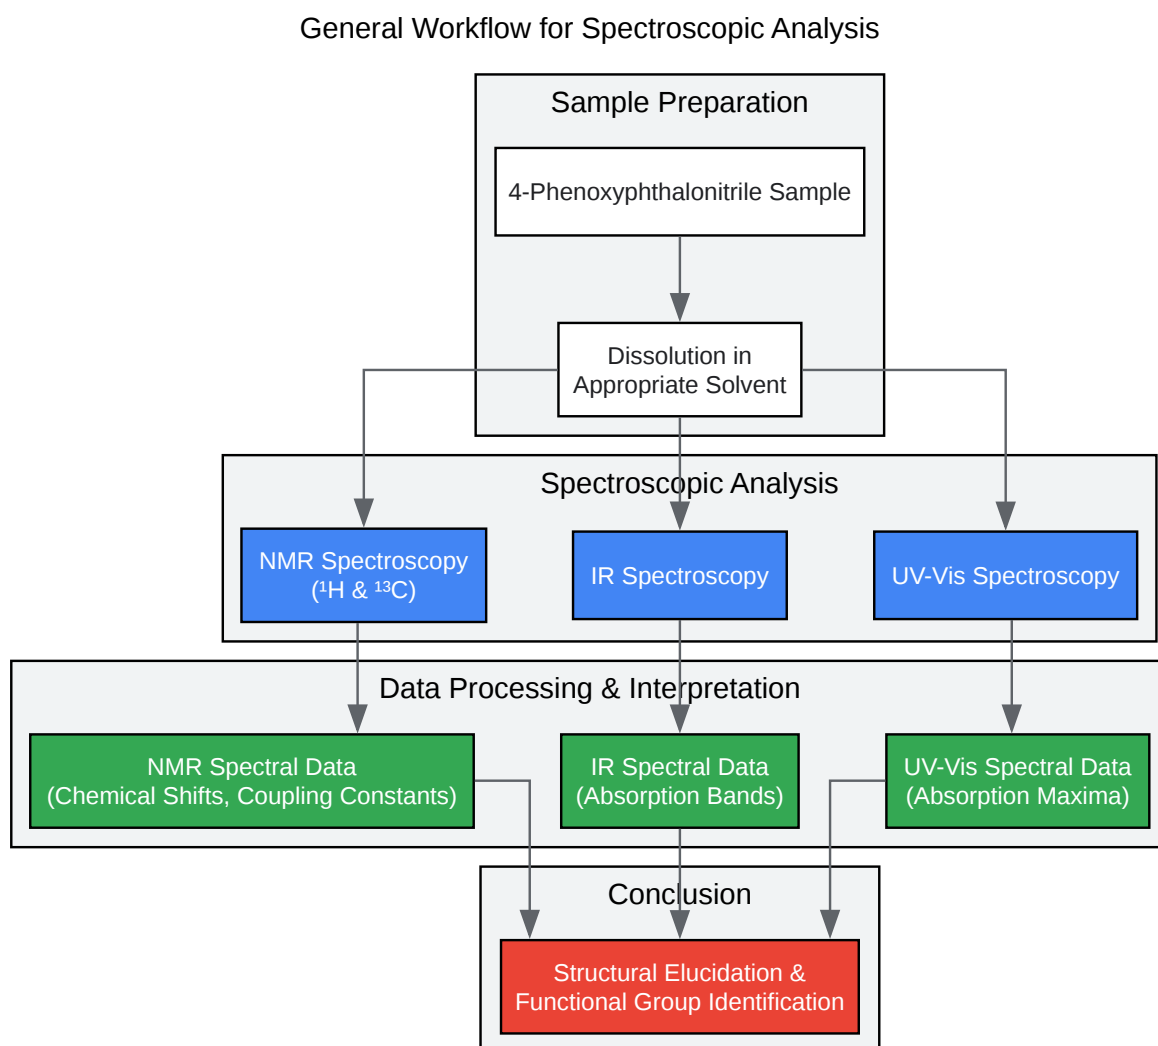 General Workflow for Spectroscopic Analysis
Sample Preparation
4-Phenoxyphthalonitrile Sample
Dissolution in
Appropriate Solvent
Spectroscopic Analysis
NMR Spectroscopy
(¹H & ¹³C)
IR Spectroscopy
UV-Vis Spectroscopy
Data Processing & Interpretation
NMR Spectral Data
(Chemical Shifts, Coupling Constants)
IR Spectral Data
(Absorption Bands)
UV-Vis Spectral Data
(Absorption Maxima)
Conclusion
Structural Elucidation &
Functional Group Identification